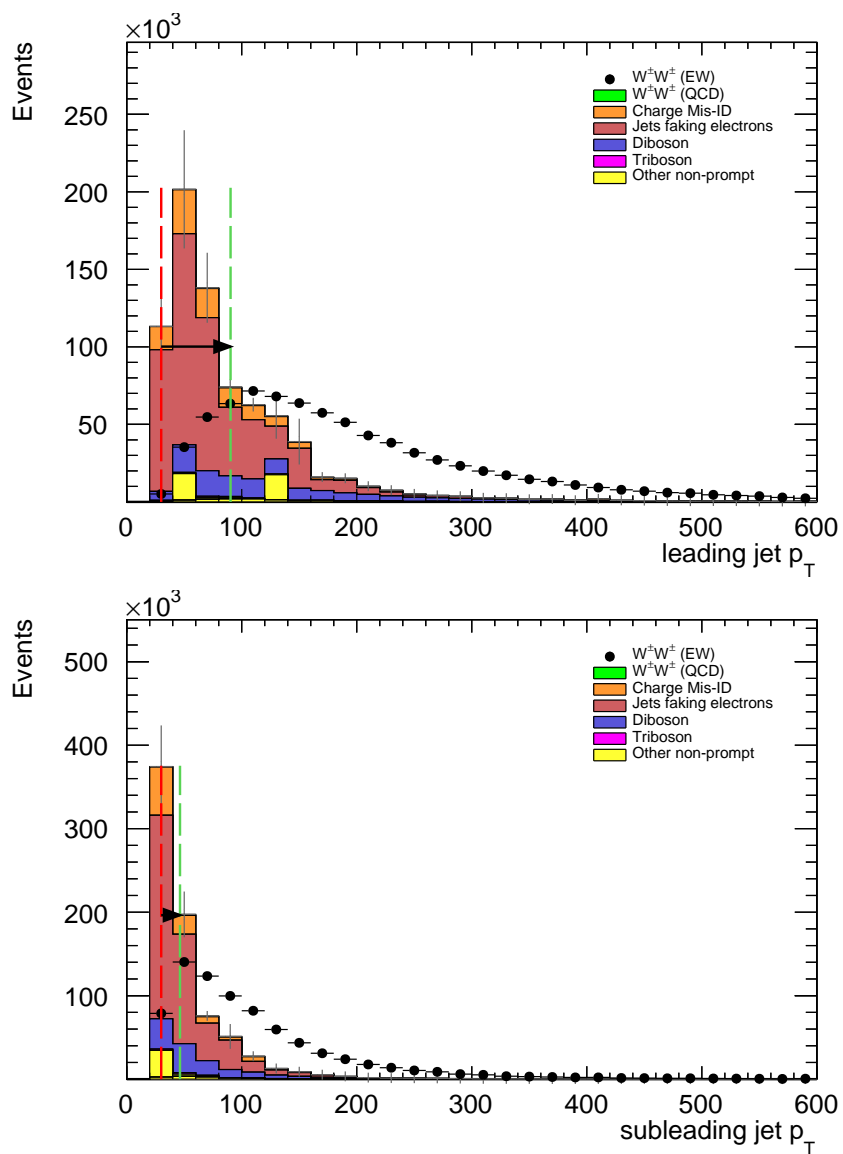 ×10³
Events
W±W± (EW)
W±W± (QCD)
Charge Mis-ID
Jets faking electrons
Diboson
Triboson
Other non-prompt
250
200
150
100
50
0 100 200 300 400 500 600
leading jet p_T
×10³
Events
W±W± (EW)
W±W± (QCD)
Charge Mis-ID
Jets faking electrons
Diboson
Triboson
Other non-prompt
500
400
300
200
100
0 100 200 300 400 500 600
subleading jet p_T